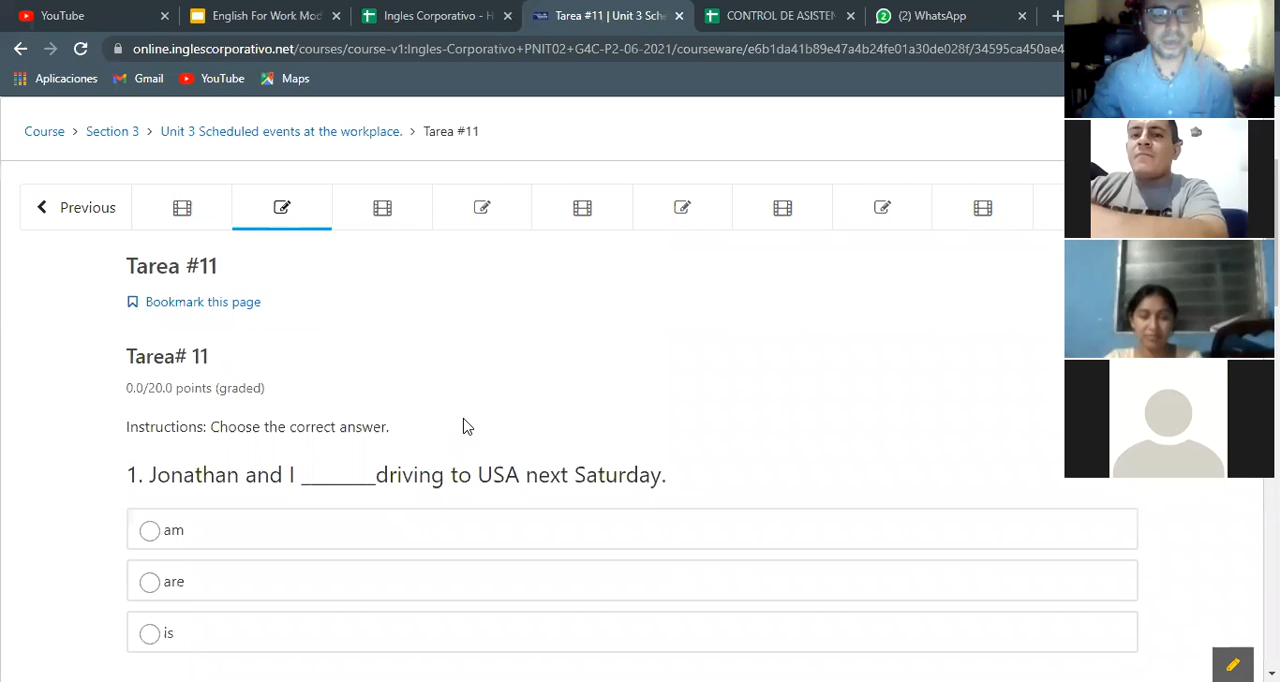 YouTube
English For Work Mod
Ingles Corporativo - H
Tarea #11 | Unit 3 Sche
CONTROL DE ASISTEN
(2) WhatsApp
online.inglescorporativo.net/courses/course-v1:Ingles-Corporativo+PNIT02+G4C-P2-06-2021/courseware/e6b1da41b89e47a4b24fe01a30de028f/34595ca450ae4
Aplicaciones
Gmail
YouTube
Maps
Course > Section 3 > Unit 3 Scheduled events at the workplace. > Tarea #11
Previous
Tarea #11
Bookmark this page
Tarea# 11
0.0/20.0 points (graded)
Instructions: Choose the correct answer.
1. Jonathan and I _______driving to USA next Saturday.
am
are
is